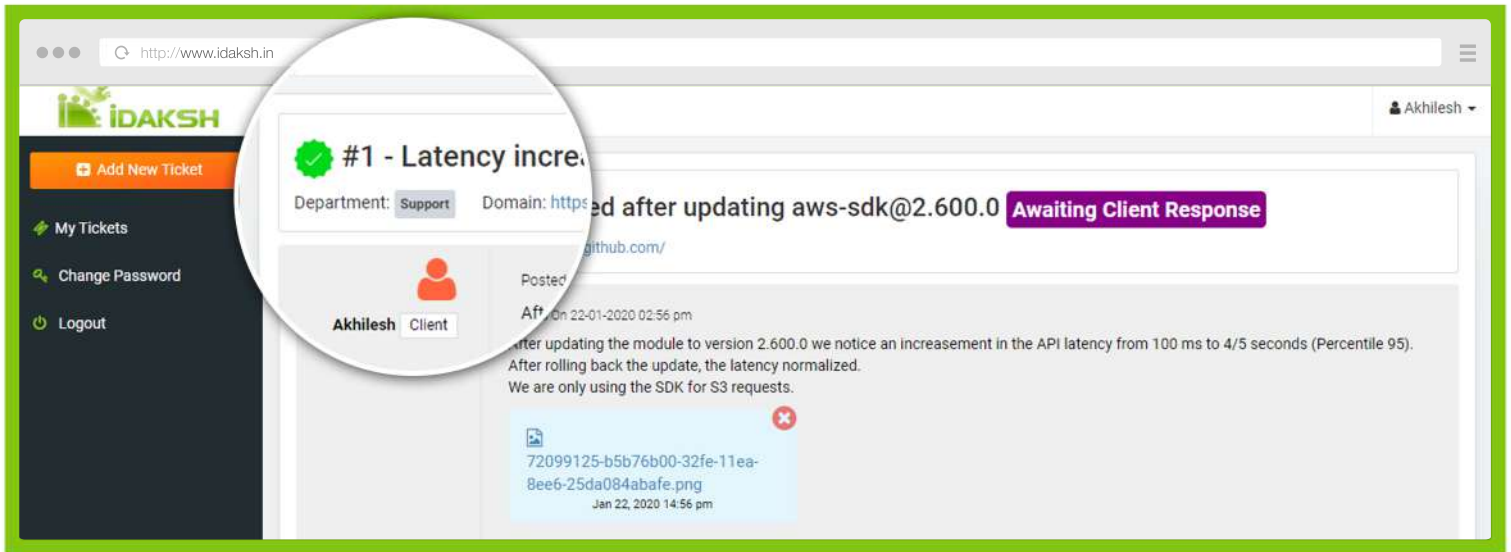 http://www.idaksh.in
iDAKSH
Akhilesh
Add New Ticket
My Tickets
Change Password
Logout
#1 - Latency increa
ed after updating aws-sdk@2.600.0 Awaiting Client Response
Department: Support Domain: https
github.com/
Akhilesh Client
Posted
On 22-01-2020 02:56 pm
Aft
After updating the module to version 2.600.0 we notice an increasement in the API latency from 100 ms to 4/5 seconds (Percentile 95).
After rolling back the update, the latency normalized.
We are only using the SDK for S3 requests.
72099125-b5b76b00-32fe-11ea-
8ee6-25da084abafe.png
Jan 22, 2020 14:56 pm